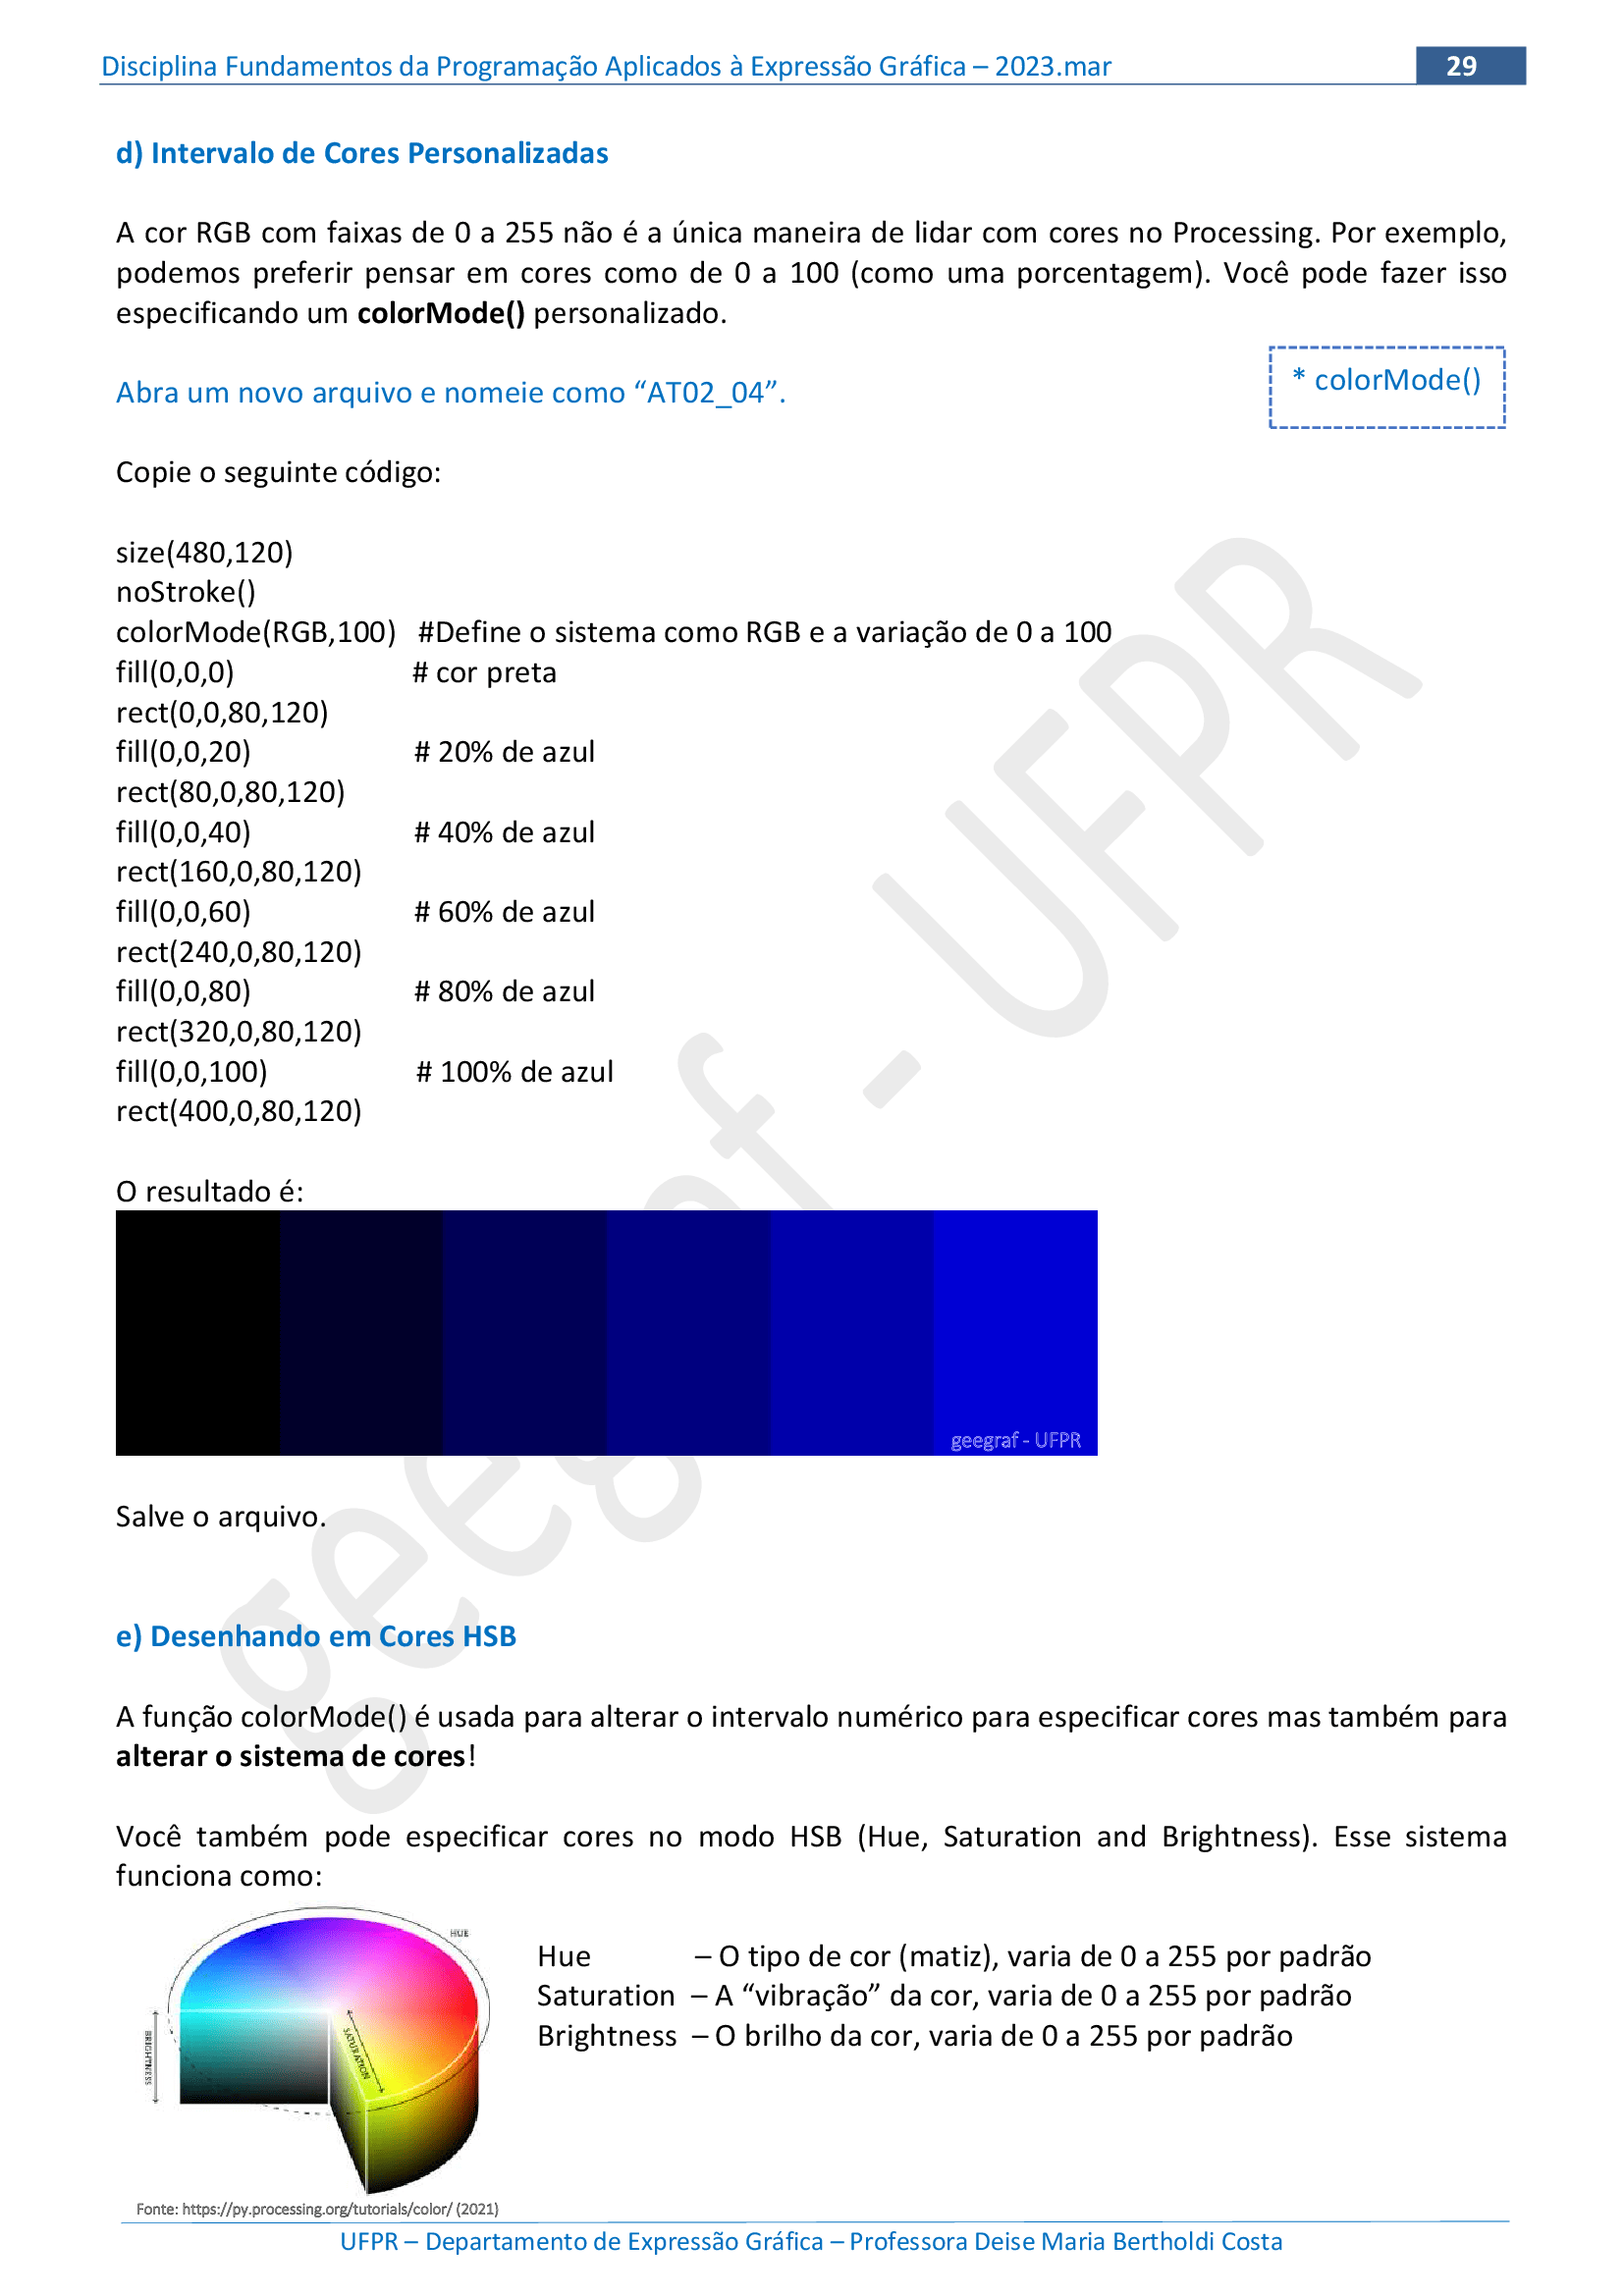 Disciplina Fundamentos da Programação Aplicados à Expressão Gráfica – 2023.mar 29
d) Intervalo de Cores Personalizadas
A cor RGB com faixas de 0 a 255 não é a única maneira de lidar com cores no Processing. Por exemplo,
podemos preferir pensar em cores como de 0 a 100 (como uma porcentagem). Você pode fazer isso
especificando um colorMode() personalizado.
* colorMode()
Abra um novo arquivo e nomeie como “AT02_04”.
Copie o seguinte código:
size(480,120)
noStroke()
colorMode(RGB,100) #Define o sistema como RGB e a variação de 0 a 100
fill(0,0,0) # cor preta
rect(0,0,80,120)
fill(0,0,20) # 20% de azul
rect(80,0,80,120)
fill(0,0,40) # 40% de azul
rect(160,0,80,120)
fill(0,0,60) # 60% de azul
rect(240,0,80,120)
fill(0,0,80) # 80% de azul
rect(320,0,80,120)
fill(0,0,100) # 100% de azul
rect(400,0,80,120)
O resultado é:
geegraf - UFPR
Salve o arquivo.
e) Desenhando em Cores HSB
A função colorMode() é usada para alterar o intervalo numérico para especificar cores mas também para
alterar o sistema de cores!
Você também pode especificar cores no modo HSB (Hue, Saturation and Brightness). Esse sistema
funciona como:
HUE
SATURATION
BRIGHTNESS
Hue – O tipo de cor (matiz), varia de 0 a 255 por padrão
Saturation – A “vibração” da cor, varia de 0 a 255 por padrão
Brightness – O brilho da cor, varia de 0 a 255 por padrão
Fonte: https://py.processing.org/tutorials/color/ (2021)
UFPR – Departamento de Expressão Gráfica – Professora Deise Maria Bertholdi Costa
geegraf - UFPR